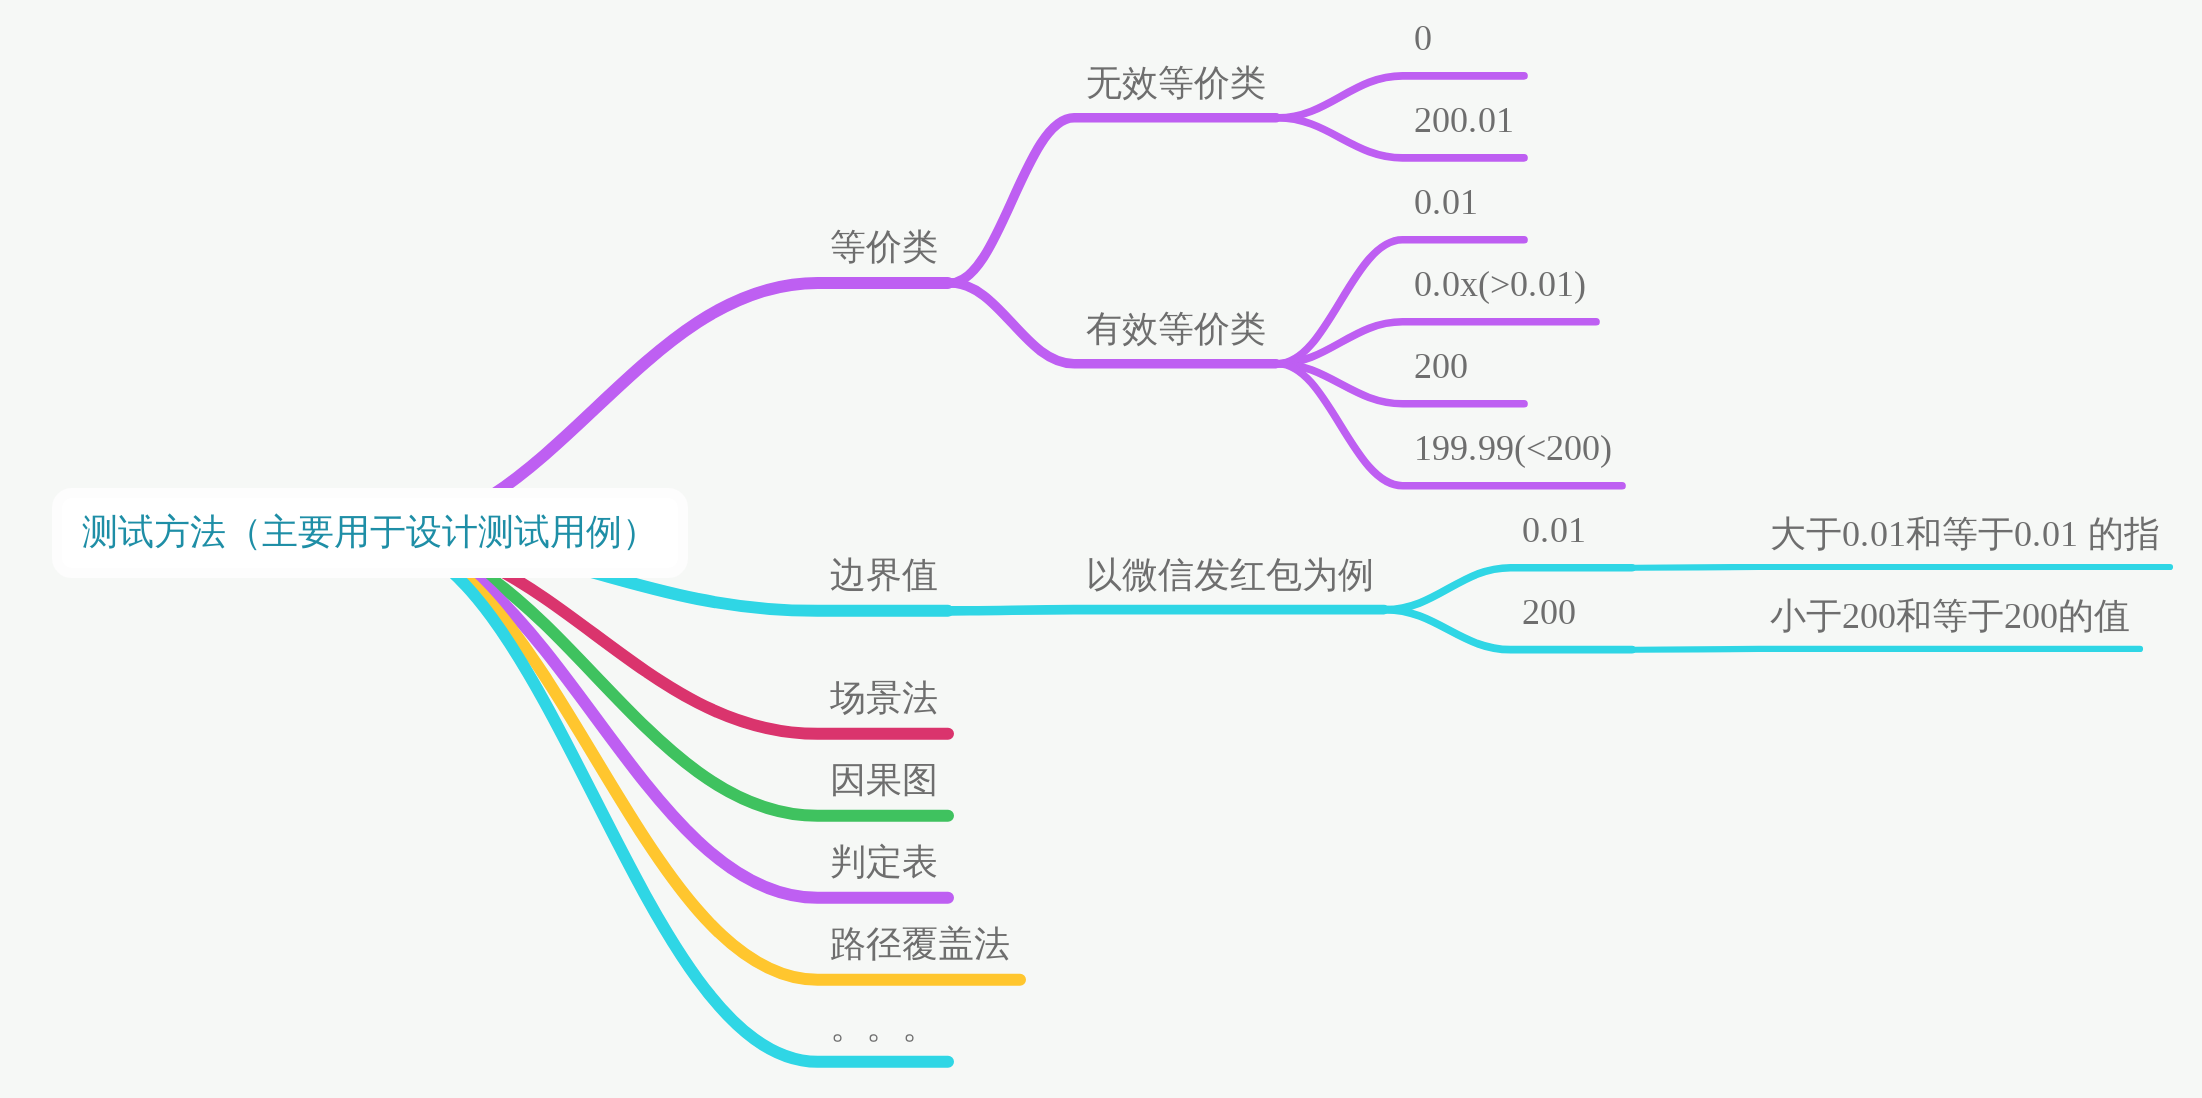 测试方法（主要用于设计测试用例）
等价类
无效等价类
0
200.01
有效等价类
0.01
0.0x(>0.01)
200
199.99(<200)
边界值
以微信发红包为例
0.01
大于0.01和等于0.01 的指
200
小于200和等于200的值
场景法
因果图
判定表
路径覆盖法
。。。